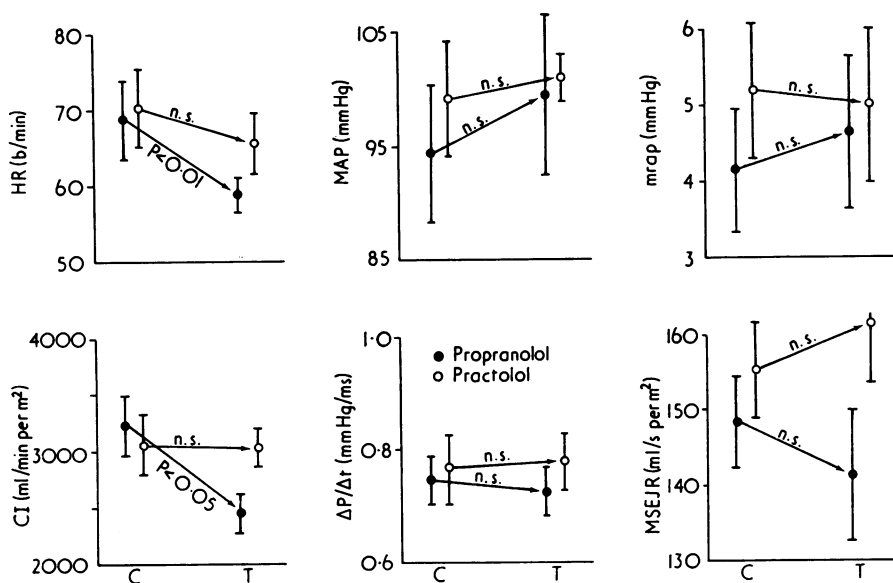 80
70
60
50
HR (b/min)
n.s.
P<0.01
105
95
85
MAP (mmHg)
n.s.
n.s.
6
5
4
3
mrap (mmHg)
n.s.
n.s.
4000
3000
2000
CI (ml/min per m²)
n.s.
P<0.05
C T
1.0
0.8
0.6
ΔP/Δt (mmHg/ms)
● Propranolol
○ Practolol
n.s.
n.s.
C T
160
150
140
130
MSEJR (ml/s per m²)
n.s.
n.s.
C T